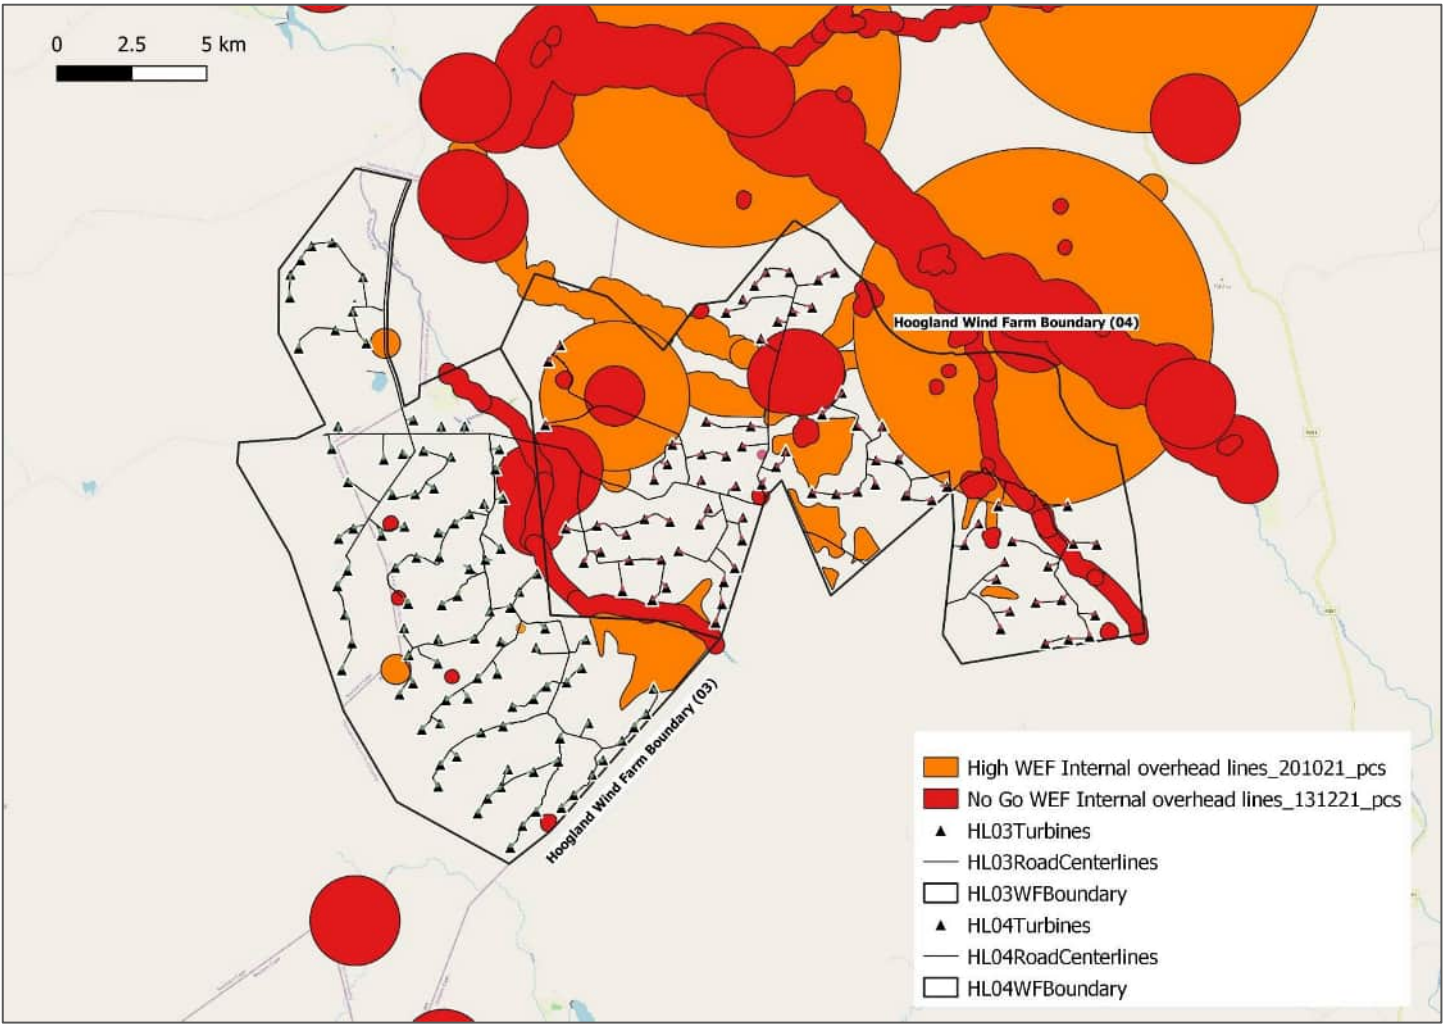 0 2.5 5 km
Hoogland Wind Farm Boundary (04)
Hoogland Wind Farm Boundary (03)
High WEF Internal overhead lines_201021_pcs
No Go WEF Internal overhead lines_131221_pcs
HL03Turbines
HL03RoadCenterlines
HL03WFBoundary
HL04Turbines
HL04RoadCenterlines
HL04WFBoundary